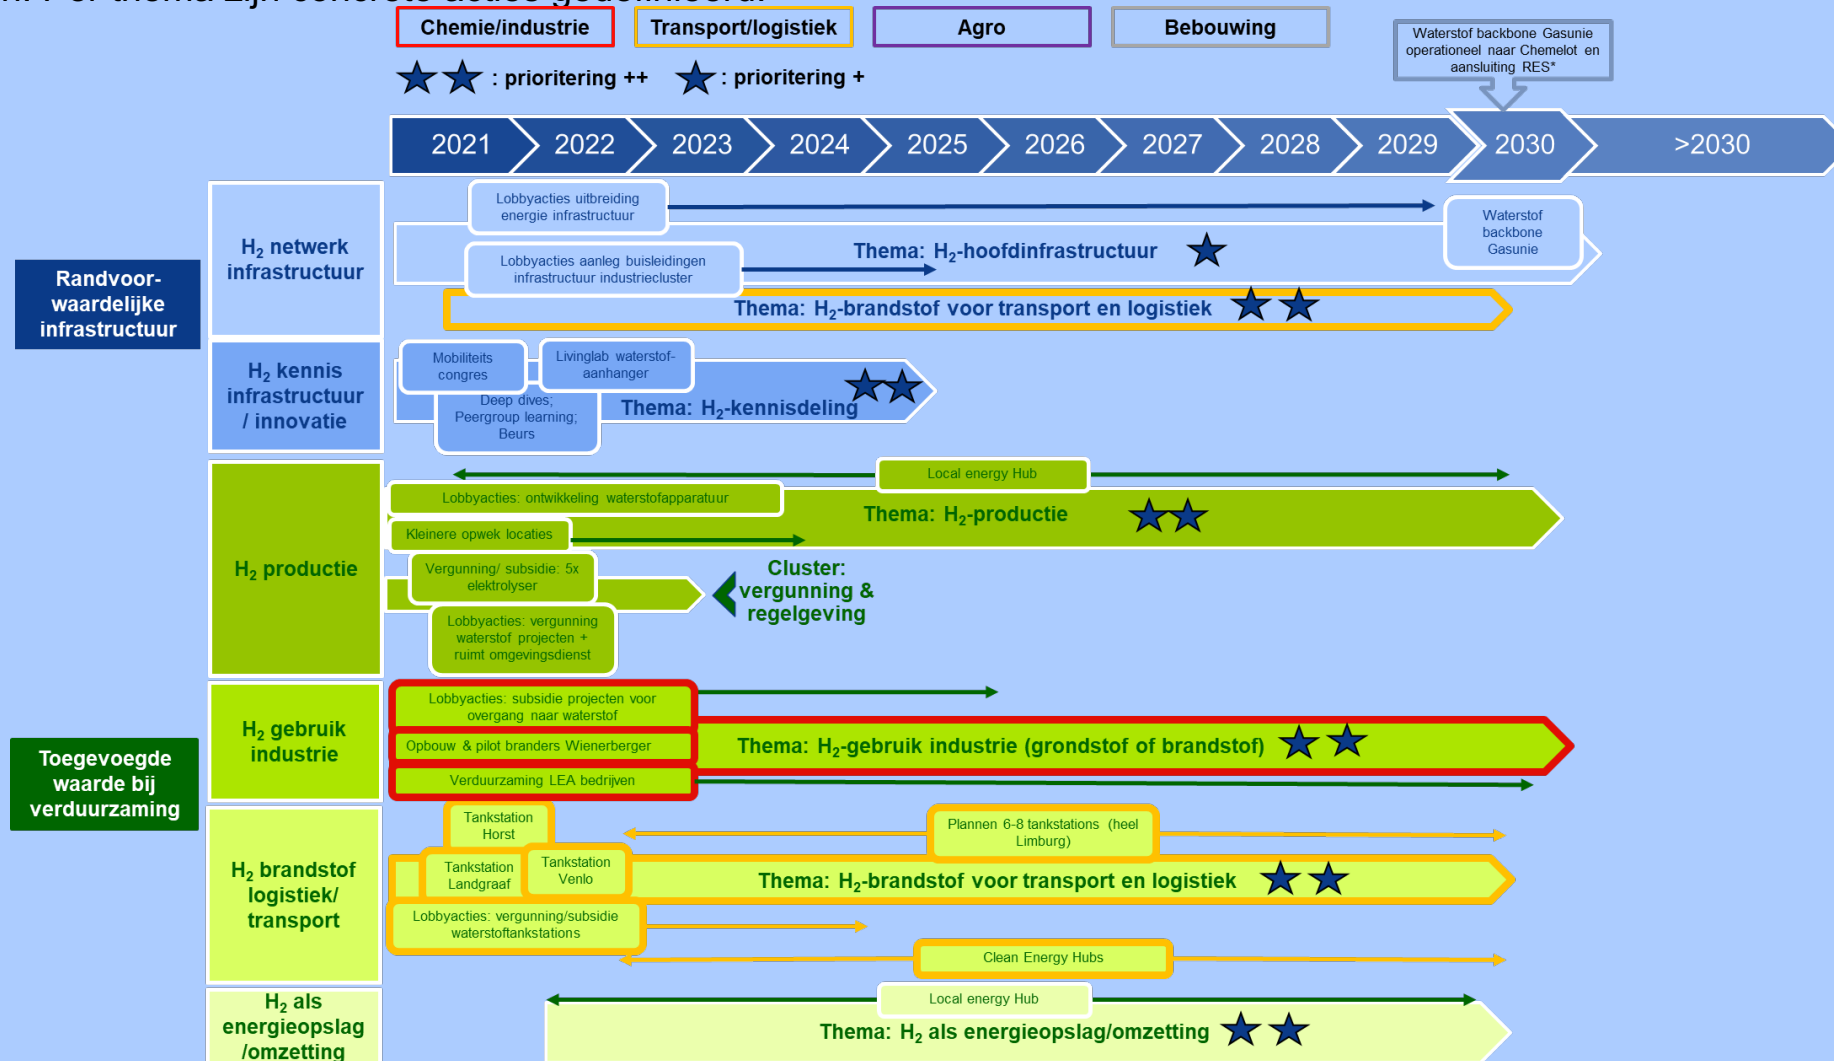 Per thema zijn concrete acties gedefinieerd.
Chemie/industrie
Transport/logistiek
Agro
Bebouwing
: prioritering ++
: prioritering +
Waterstof backbone Gasunie
operationeel naar Chemelot en
aansluiting RES*
2021
2022
2023
2024
2025
2026
2027
2028
2029
2030
>2030
Randvoor-
waardelijke
infrastructuur
H₂ netwerk
infrastructuur
Lobbyacties uitbreiding
energie infrastructuur
Thema: H₂-hoofdinfrastructuur
Waterstof
backbone
Gasunie
Lobbyacties aanleg buisleidingen
infrastructuur industriecluster
Thema: H₂-brandstof voor transport en logistiek
H₂ kennis
infrastructuur
/ innovatie
Mobiliteits
congres
Livinglab waterstof-
aanhanger
Deep dives;
Peergroup learning;
Beurs
Thema: H₂-kennisdeling
H₂ productie
Local energy Hub
Lobbyacties: ontwikkeling waterstofapparatuur
Thema: H₂-productie
Kleinere opwek locaties
Vergunning/ subsidie: 5x
elektrolyser
Cluster:
vergunning &
regelgeving
Lobbyacties: vergunning
waterstof projecten +
ruimt omgevingsdienst
Toegevoegde
waarde bij
verduurzaming
H₂ gebruik
industrie
Lobbyacties: subsidie projecten voor
overgang naar waterstof
Opbouw & pilot branders Wienerberger
Thema: H₂-gebruik industrie (grondstof of brandstof)
Verduurzaming LEA bedrijven
H₂ brandstof
logistiek/
transport
Tankstation
Horst
Plannen 6-8 tankstations (heel
Limburg)
Tankstation
Landgraaf
Tankstation
Venlo
Thema: H₂-brandstof voor transport en logistiek
Lobbyacties: vergunning/subsidie
waterstoftankstations
Clean Energy Hubs
H₂ als
energieopslag
/omzetting
Local energy Hub
Thema: H₂ als energieopslag/omzetting